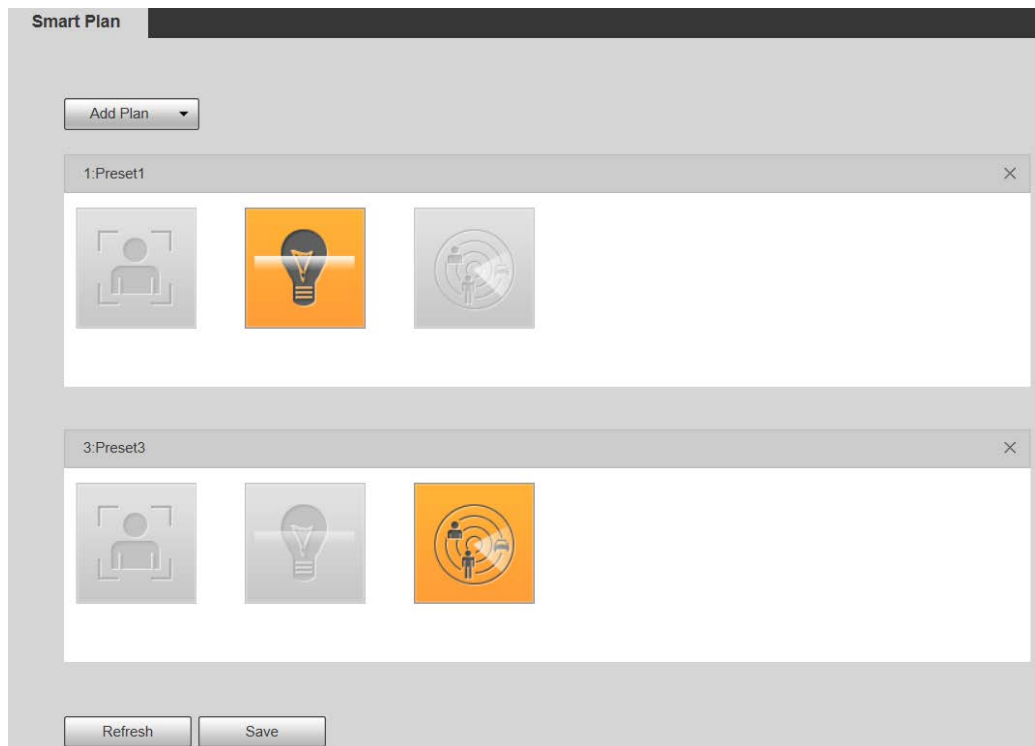 Smart Plan
Add Plan
1:Preset1
3:Preset3
Refresh Save